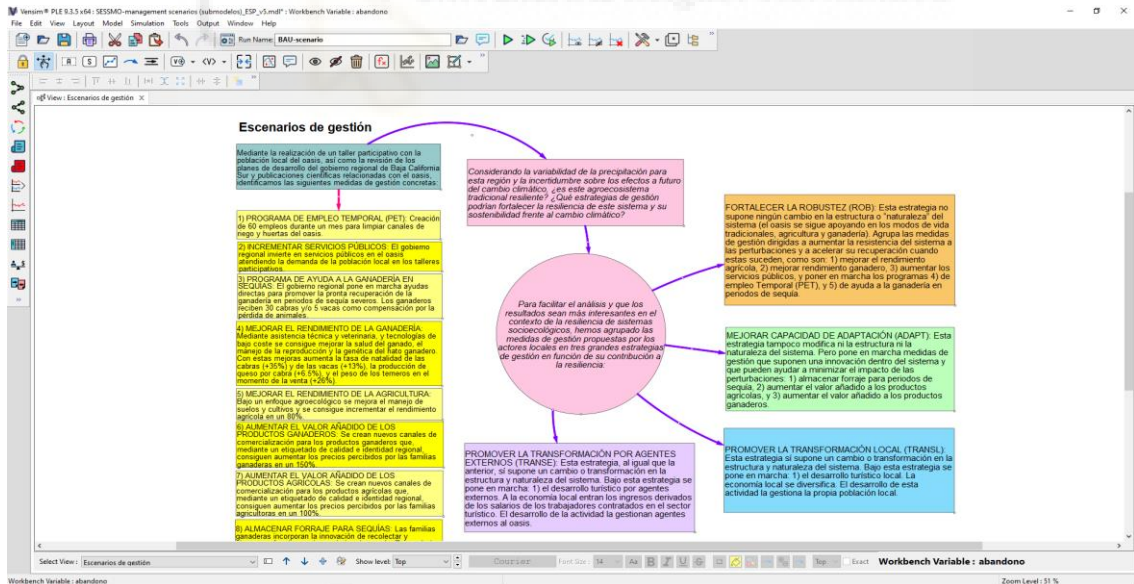 Vensim® PLE 9.3.5 x64 : SESSMO-management scenarios (submodelos)_ESP_v5.mdl* : Workbench Variable : abandono
File Edit View Layout Model Simulation Tools Output Window Help
Run Name: BAU-scenario
View : Escenarios de gestión X
Escenarios de gestión
Mediante la realización de un taller participativo con la
población local del oasis, así como la revisión de los
planes de desarrollo del gobierno regional de Baja California
Sur y publicaciones científicas relacionadas con el oasis,
identificamos las siguientes medidas de gestión concretas:
1) PROGRAMA DE EMPLEO TEMPORAL (PET): Creación
de 60 empleos durante un mes para limpiar canales de
riego y huertas del oasis.
2) INCREMENTAR SERVICIOS PÚBLICOS: El gobierno
regional invierte en servicios públicos en el oasis
atendiendo la demanda de la población local en los talleres
participativos.
3) PROGRAMA DE AYUDA A LA GANADERÍA EN
SEQUÍAS: El gobierno regional pone en marcha ayudas
directas para promover la pronta recuperación de la
ganadería en periodos de sequía severos. Los ganaderos
reciben 30 cabras y/o 5 vacas como compensación por la
pérdida de animales.
4) MEJORAR EL RENDIMIENTO DE LA GANADERÍA:
Mediante asistencia técnica y veterinaria, y tecnologías de
bajo coste se consigue mejorar la salud del ganado, el
manejo de la reproducción y la genética del hato ganadero.
Con estas mejoras aumenta la tasa de natalidad de las
cabras (+35%) y de las vacas (+13%), la producción de
queso por cabra (+6.5%), y el peso de los terneros en el
momento de la venta (+26%).
5) MEJORAR EL RENDIMIENTO DE LA AGRICULTURA:
Bajo un enfoque agroecológico se mejora el manejo de
suelos y cultivos y se consigue incrementar el rendimiento
agrícola en un 80%.
6) AUMENTAR EL VALOR AÑADIDO DE LOS
PRODUCTOS GANADEROS: Se crean nuevos canales de
comercialización para los productos ganaderos que,
mediante un etiquetado de calidad e identidad regional,
consiguen aumentar los precios percibidos por las familias
ganaderas en un 150%.
7) AUMENTAR EL VALOR AÑADIDO DE LOS
PRODUCTOS AGRÍCOLAS: Se crean nuevos canales de
comercialización para los productos agrícolas que,
mediante un etiquetado de calidad e identidad regional,
consiguen aumentar los precios percibidos por las familias
agricultoras en un 100%.
8) ALMACENAR FORRAJE PARA SEQUÍAS: Las familias
ganaderas incorporan la innovación de recolectar y
Considerando la variabilidad de la precipitación para
esta región y la incertidumbre sobre los efectos a futuro
del cambio climático, ¿es este agroecosistema
tradicional resiliente? ¿Qué estrategias de gestión
podrían fortalecer la resiliencia de este sistema y su
sostenibilidad frente al cambio climático?
Para facilitar el análisis y que los
resultados sean más interesantes en el
contexto de la resiliencia de sistemas
socioecológicos, hemos agrupado las
medidas de gestión propuestas por los
actores locales en tres grandes estrategias
de gestión en función de su contribución a
la resiliencia:
FORTALECER LA ROBUSTEZ (ROB): Esta estrategia no
supone ningún cambio en la estructura o "naturaleza" del
sistema (el oasis se sigue apoyando en los modos de vida
tradicionales, agricultura y ganadería). Agrupa las medidas
de gestión dirigidas a aumentar la resistencia del sistema a
las perturbaciones y a acelerar su recuperación cuando
estas suceden, como son: 1) mejorar el rendimiento
agrícola, 2) mejorar rendimiento ganadero, 3) aumentar los
servicios públicos, y poner en marcha los programas 4) de
empleo Temporal (PET), y 5) de ayuda a la ganadería en
periodos de sequía.
MEJORAR CAPACIDAD DE ADAPTACIÓN (ADAPT): Esta
estrategia tampoco modifica ni la estructura ni la
naturaleza del sistema. Pero pone en marcha medidas de
gestión que suponen una innovación dentro del sistema y
que pueden ayudar a minimizar el impacto de las
perturbaciones: 1) almacenar forraje para periodos de
sequía, 2) aumentar el valor añadido a los productos
agrícolas, y 3) aumentar el valor añadido a los productos
ganaderos.
PROMOVER LA TRANSFORMACIÓN POR AGENTES
EXTERNOS (TRANSE): Esta estrategia, al igual que la
anterior, sí supone un cambio o transformación en la
estructura y naturaleza del sistema. Bajo esta estrategia se
pone en marcha: 1) el desarrollo turístico por agentes
externos. A la economía local entran los ingresos derivados
de los salarios de los trabajadores contratados en el sector
turístico. El desarrollo de la actividad la gestionan agentes
externos al oasis.
PROMOVER LA TRANSFORMACIÓN LOCAL (TRANSL):
Esta estrategia sí supone un cambio o transformación en la
estructura y naturaleza del sistema. Bajo esta estrategia se
pone en marcha: 1) el desarrollo turístico local. La
economía local se diversifica. El desarrollo de esta
actividad la gestiona la propia población local.
Select View : Escenarios de gestión Show level: Top Courier Font Size: 14 Aa B I U S Top Exact Workbench Variable : abandono
Workbench Variable : abandono Zoom Level : 51 %